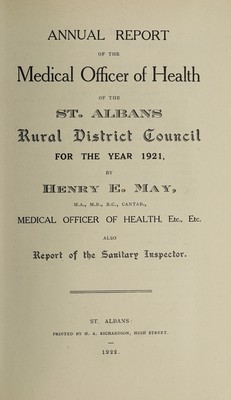 ANNUAL REPORT
OF THE
Medical Officer of Health
OF THE
ST. ALBANS
Rural District Council
FOR THE YEAR 1921,
BY
HENRY E. MAY,
M.A., M.B., B.C., CANTAB.,
MEDICAL OFFICER OF HEALTH, Etc., Etc.
ALSO
Report of the Sanitary Inspector.
ST. ALBANS:
PRINTED BY H. A. RICHARDSON, HIGH STREET.
—
1922.